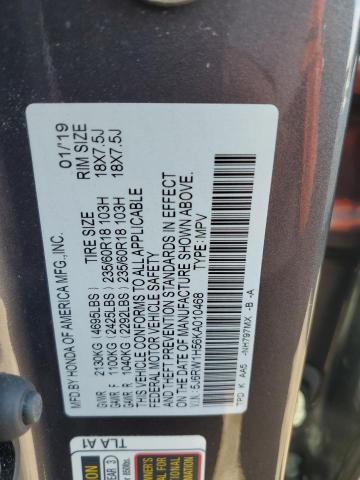 MFD.BY HONDA OF AMERICA MFG.,INC. 01/'19
TIRE SIZE RIM SIZE
GVWR 2130KG (4695LBS)
GAWR F 1100KG (2425LBS) 235/60R18 103H 18X7.5J
GAWR R 1040KG (2292LBS) 235/60R18 103H 18X7.5J
THIS VEHICLE CONFORMS TO ALL APPLICABLE
FEDERAL MOTOR VEHICLE SAFETY
AND THEFT PREVENTION STANDARDS IN EFFECT
ON THE DATE OF MANUFACTURE SHOWN ABOVE.
V.I.N: 5J6RW1H56KA010468 TYPE: MPV
TPD K AA5 -NH797MX -B -A
TLA A1